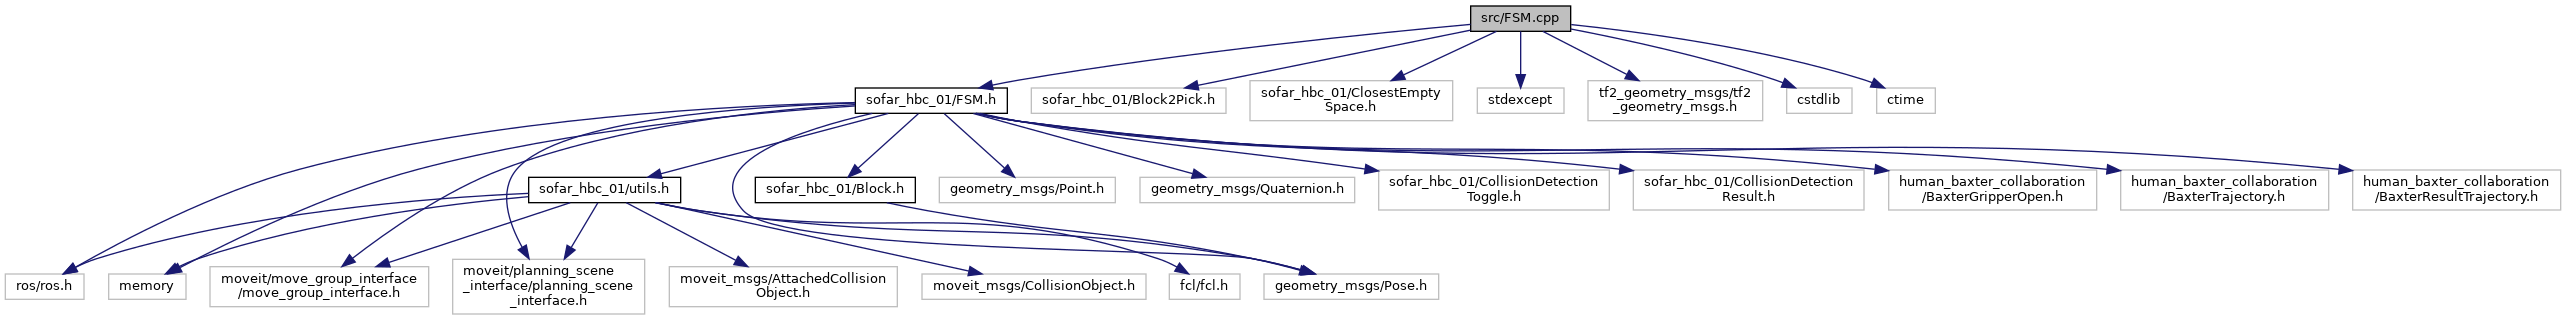 src/FSM.cpp
sofar_hbc_01/FSM.h
sofar_hbc_01/Block2Pick.h
sofar_hbc_01/ClosestEmpty
Space.h
stdexcept
tf2_geometry_msgs/tf2
_geometry_msgs.h
cstdlib
ctime
sofar_hbc_01/utils.h
sofar_hbc_01/Block.h
geometry_msgs/Point.h
geometry_msgs/Quaternion.h
sofar_hbc_01/CollisionDetection
Toggle.h
sofar_hbc_01/CollisionDetection
Result.h
human_baxter_collaboration
/BaxterGripperOpen.h
human_baxter_collaboration
/BaxterTrajectory.h
human_baxter_collaboration
/BaxterResultTrajectory.h
ros/ros.h
memory
moveit/move_group_interface
/move_group_interface.h
moveit/planning_scene
_interface/planning_scene
_interface.h
moveit_msgs/AttachedCollision
Object.h
moveit_msgs/CollisionObject.h
fcl/fcl.h
geometry_msgs/Pose.h